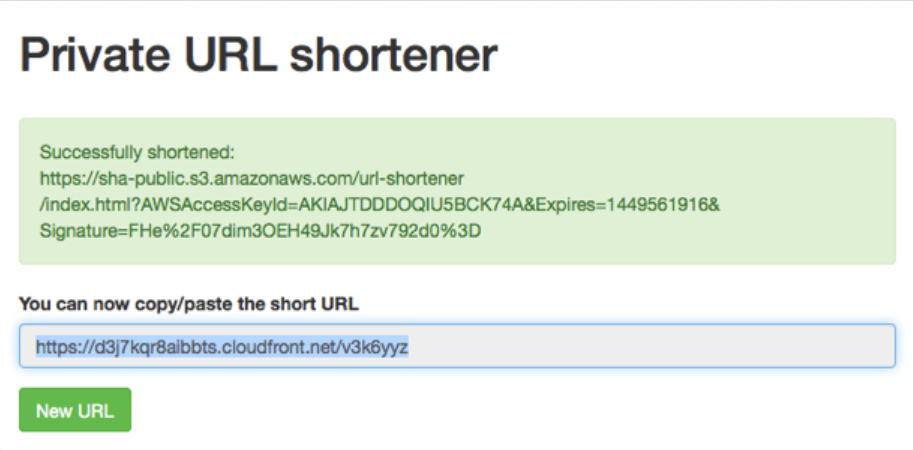 Private URL shortener
Successfully shortened:
https://sha-public.s3.amazonaws.com/url-shortener
/index.html?AWSAccessKeyId=AKIAJTDDDOQIU5BCK74A&Expires=1449561916&
Signature=FHe%2F07dim3OEH49Jk7h7zv792d0%3D
You can now copy/paste the short URL
https://d3j7kqr8aibbts.cloudfront.net/v3k6yyz
New URL